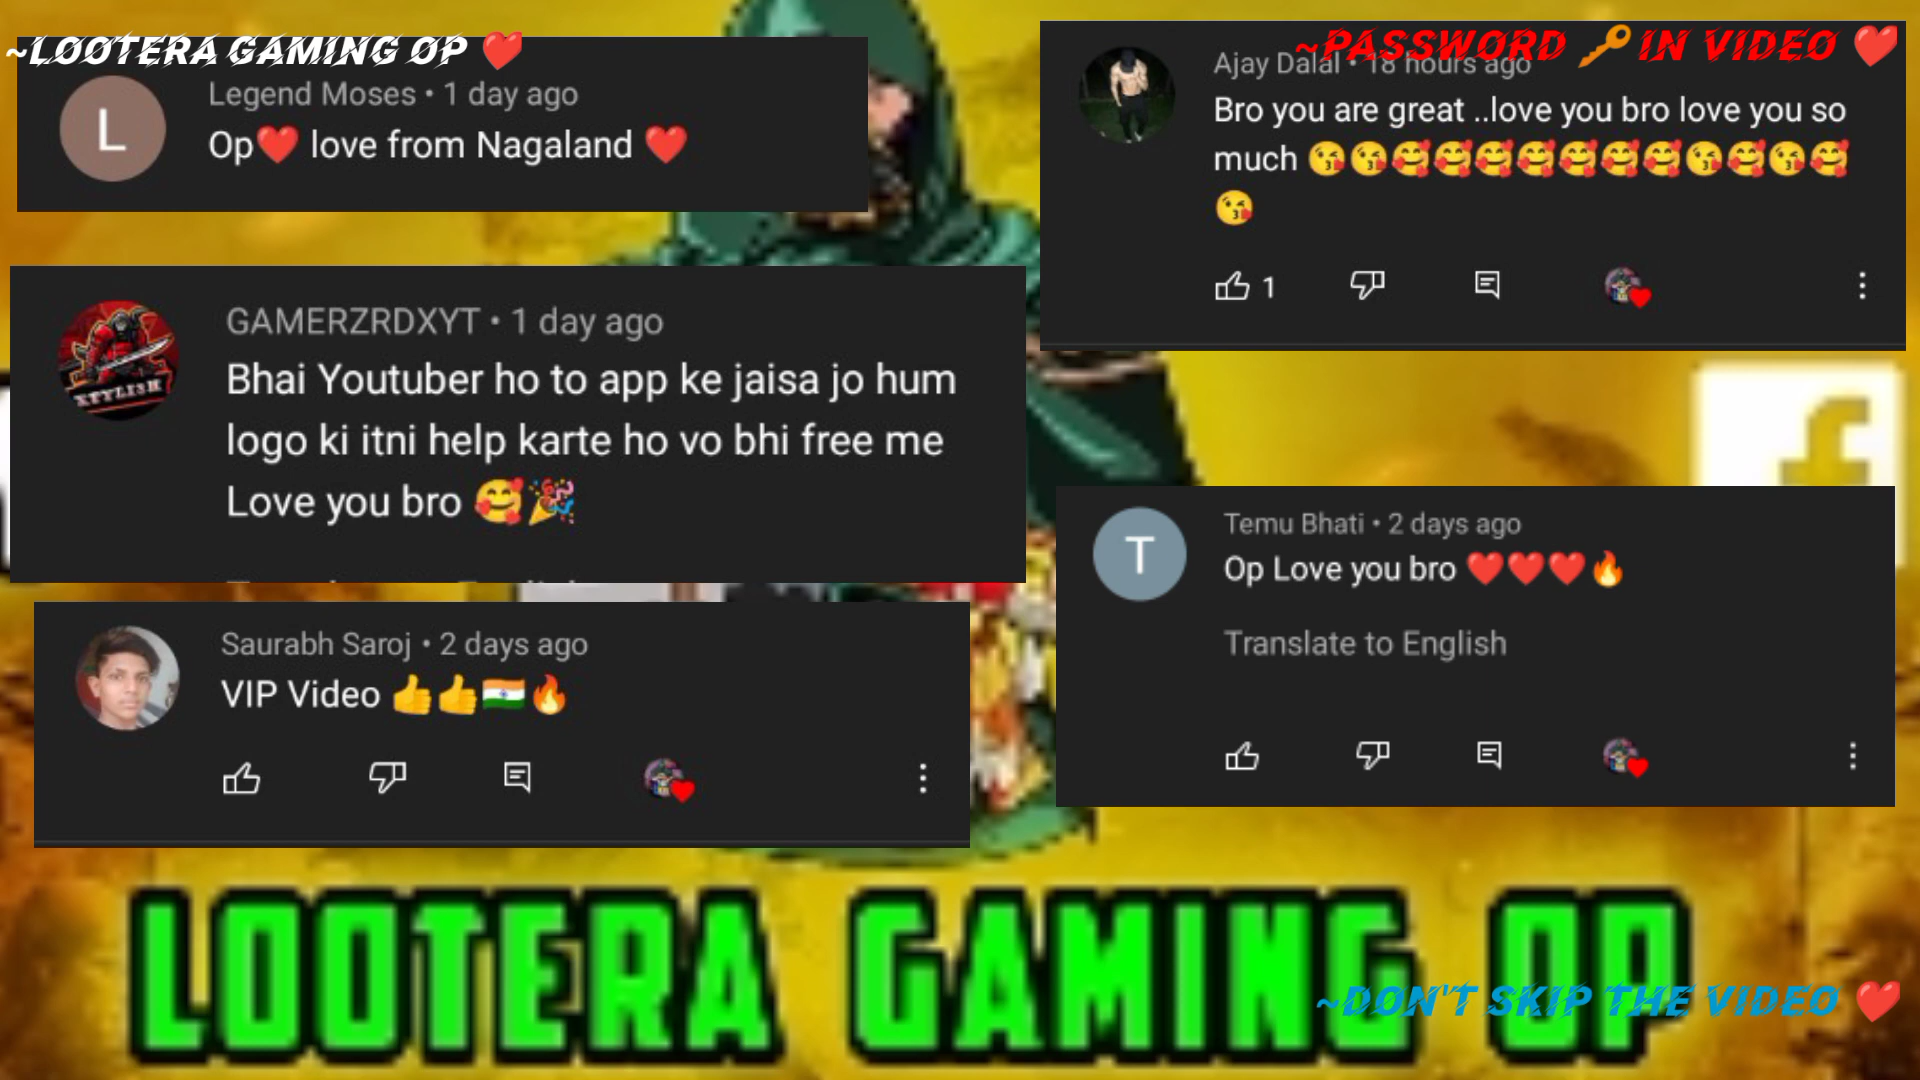 ~LOOTERA GAMING OP ❤️
~PASSWORD 🔑 IN VIDEO ❤️
Legend Moses • 1 day ago
Op❤️ love from Nagaland ❤️
Ajay Dalal • 18 hours ago
Bro you are great ..love you bro love you so
much 😘😘🥰🥰🥰🥰🥰🥰🥰😘🥰😘🥰
😘
1
GAMERZRDXYT • 1 day ago
Bhai Youtuber ho to app ke jaisa jo hum
logo ki itni help karte ho vo bhi free me
Love you bro 🥰🎉
XTYLISH
Temu Bhati • 2 days ago
Op Love you bro ❤️❤️❤️🔥
Translate to English
Saurabh Saroj • 2 days ago
VIP Video 👍👍🇮🇳🔥
LOOTERA GAMING OP
~DON'T SKIP THE VIDEO ❤️